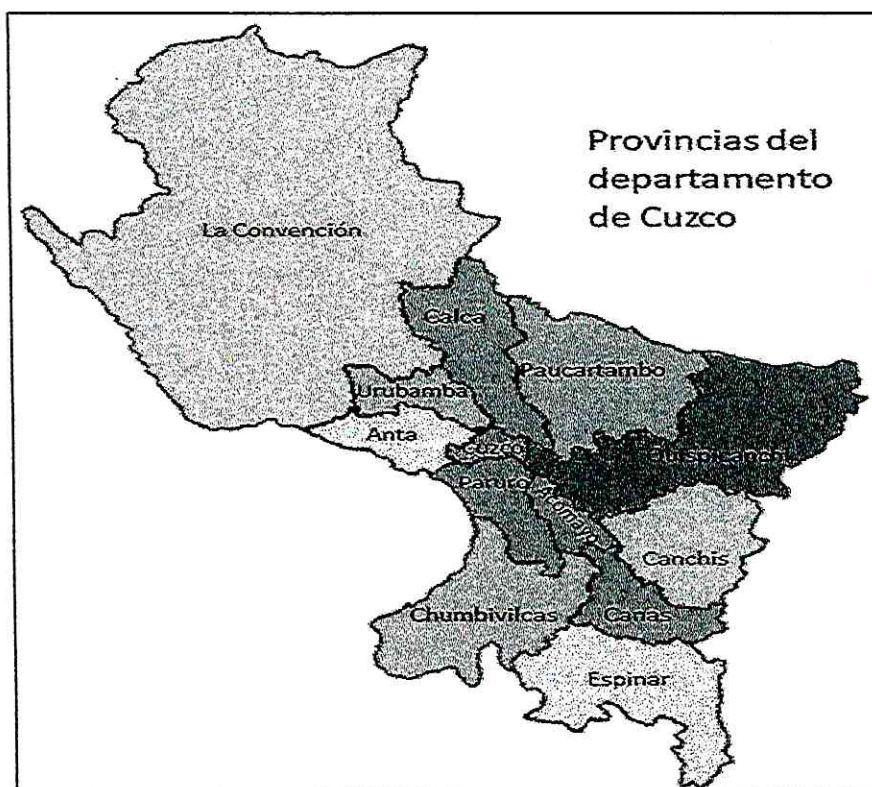 Provincias del
departamento
de Cuzco
La Convención
Calca
Paucartambo
Urubamba
Anta
Cuzco
Quispicanchi
Paruro
Acomayo
Canchis
Chumbivilcas
Canas
Espinar